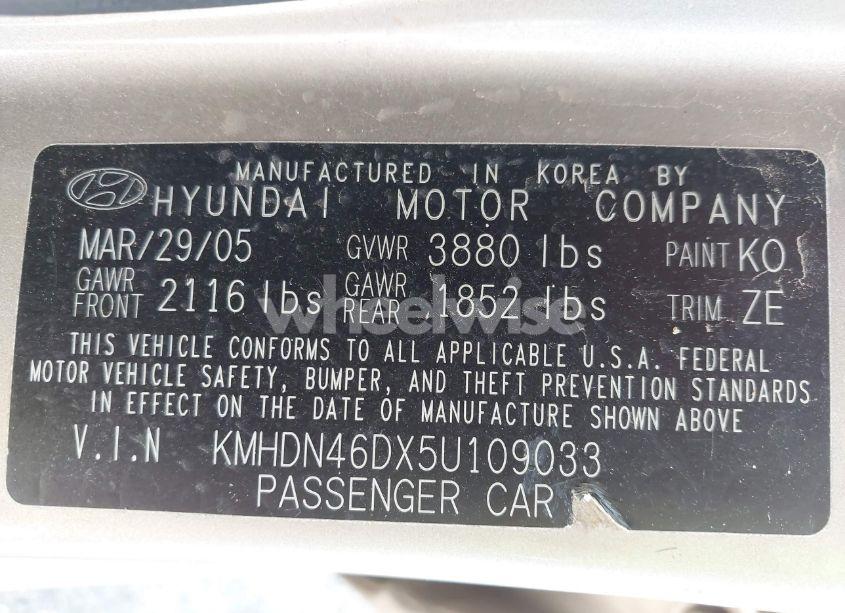 MANUFACTURED IN KOREA BY
HYUNDAI MOTOR COMPANY
MAR/29/05 GVWR 3880 lbs PAINT KO
GAWR FRONT 2116 lbs GAWR REAR 1852 lbs TRIM ZE
THIS VEHICLE CONFORMS TO ALL APPLICABLE U.S.A. FEDERAL
MOTOR VEHICLE SAFETY, BUMPER, AND THEFT PREVENTION STANDARDS
IN EFFECT ON THE DATE OF MANUFACTURE SHOWN ABOVE
V.I.N KMHDN46DX5U109033
PASSENGER CAR
wheelwise